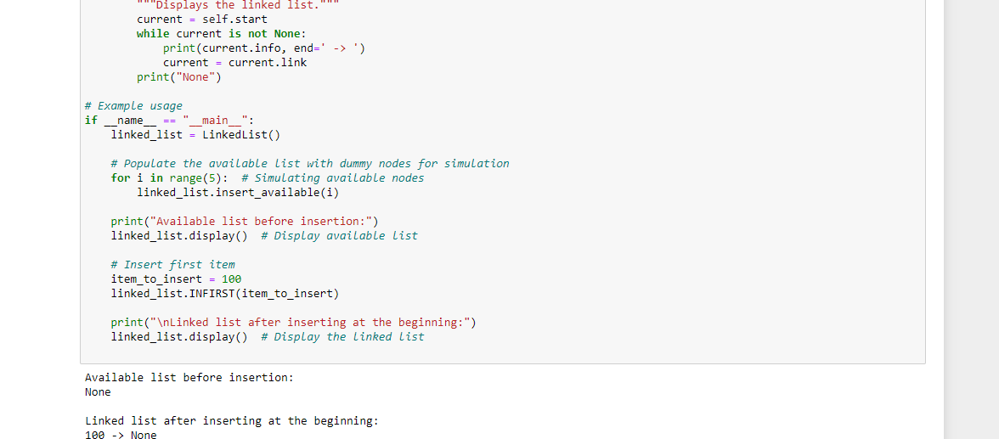 """Displays the linked list."""
current = self.start
while current is not None:
print(current.info, end=' -> ')
current = current.link
print("None")
# Example usage
if __name__ == "__main__":
linked_list = LinkedList()
# Populate the available list with dummy nodes for simulation
for i in range(5):  # Simulating available nodes
linked_list.insert_available(i)
print("Available list before insertion:")
linked_list.display()  # Display available list
# Insert first item
item_to_insert = 100
linked_list.INFIRST(item_to_insert)
print("\nLinked list after inserting at the beginning:")
linked_list.display()  # Display the linked list
Available list before insertion:
None
Linked list after inserting at the beginning:
100 -> None